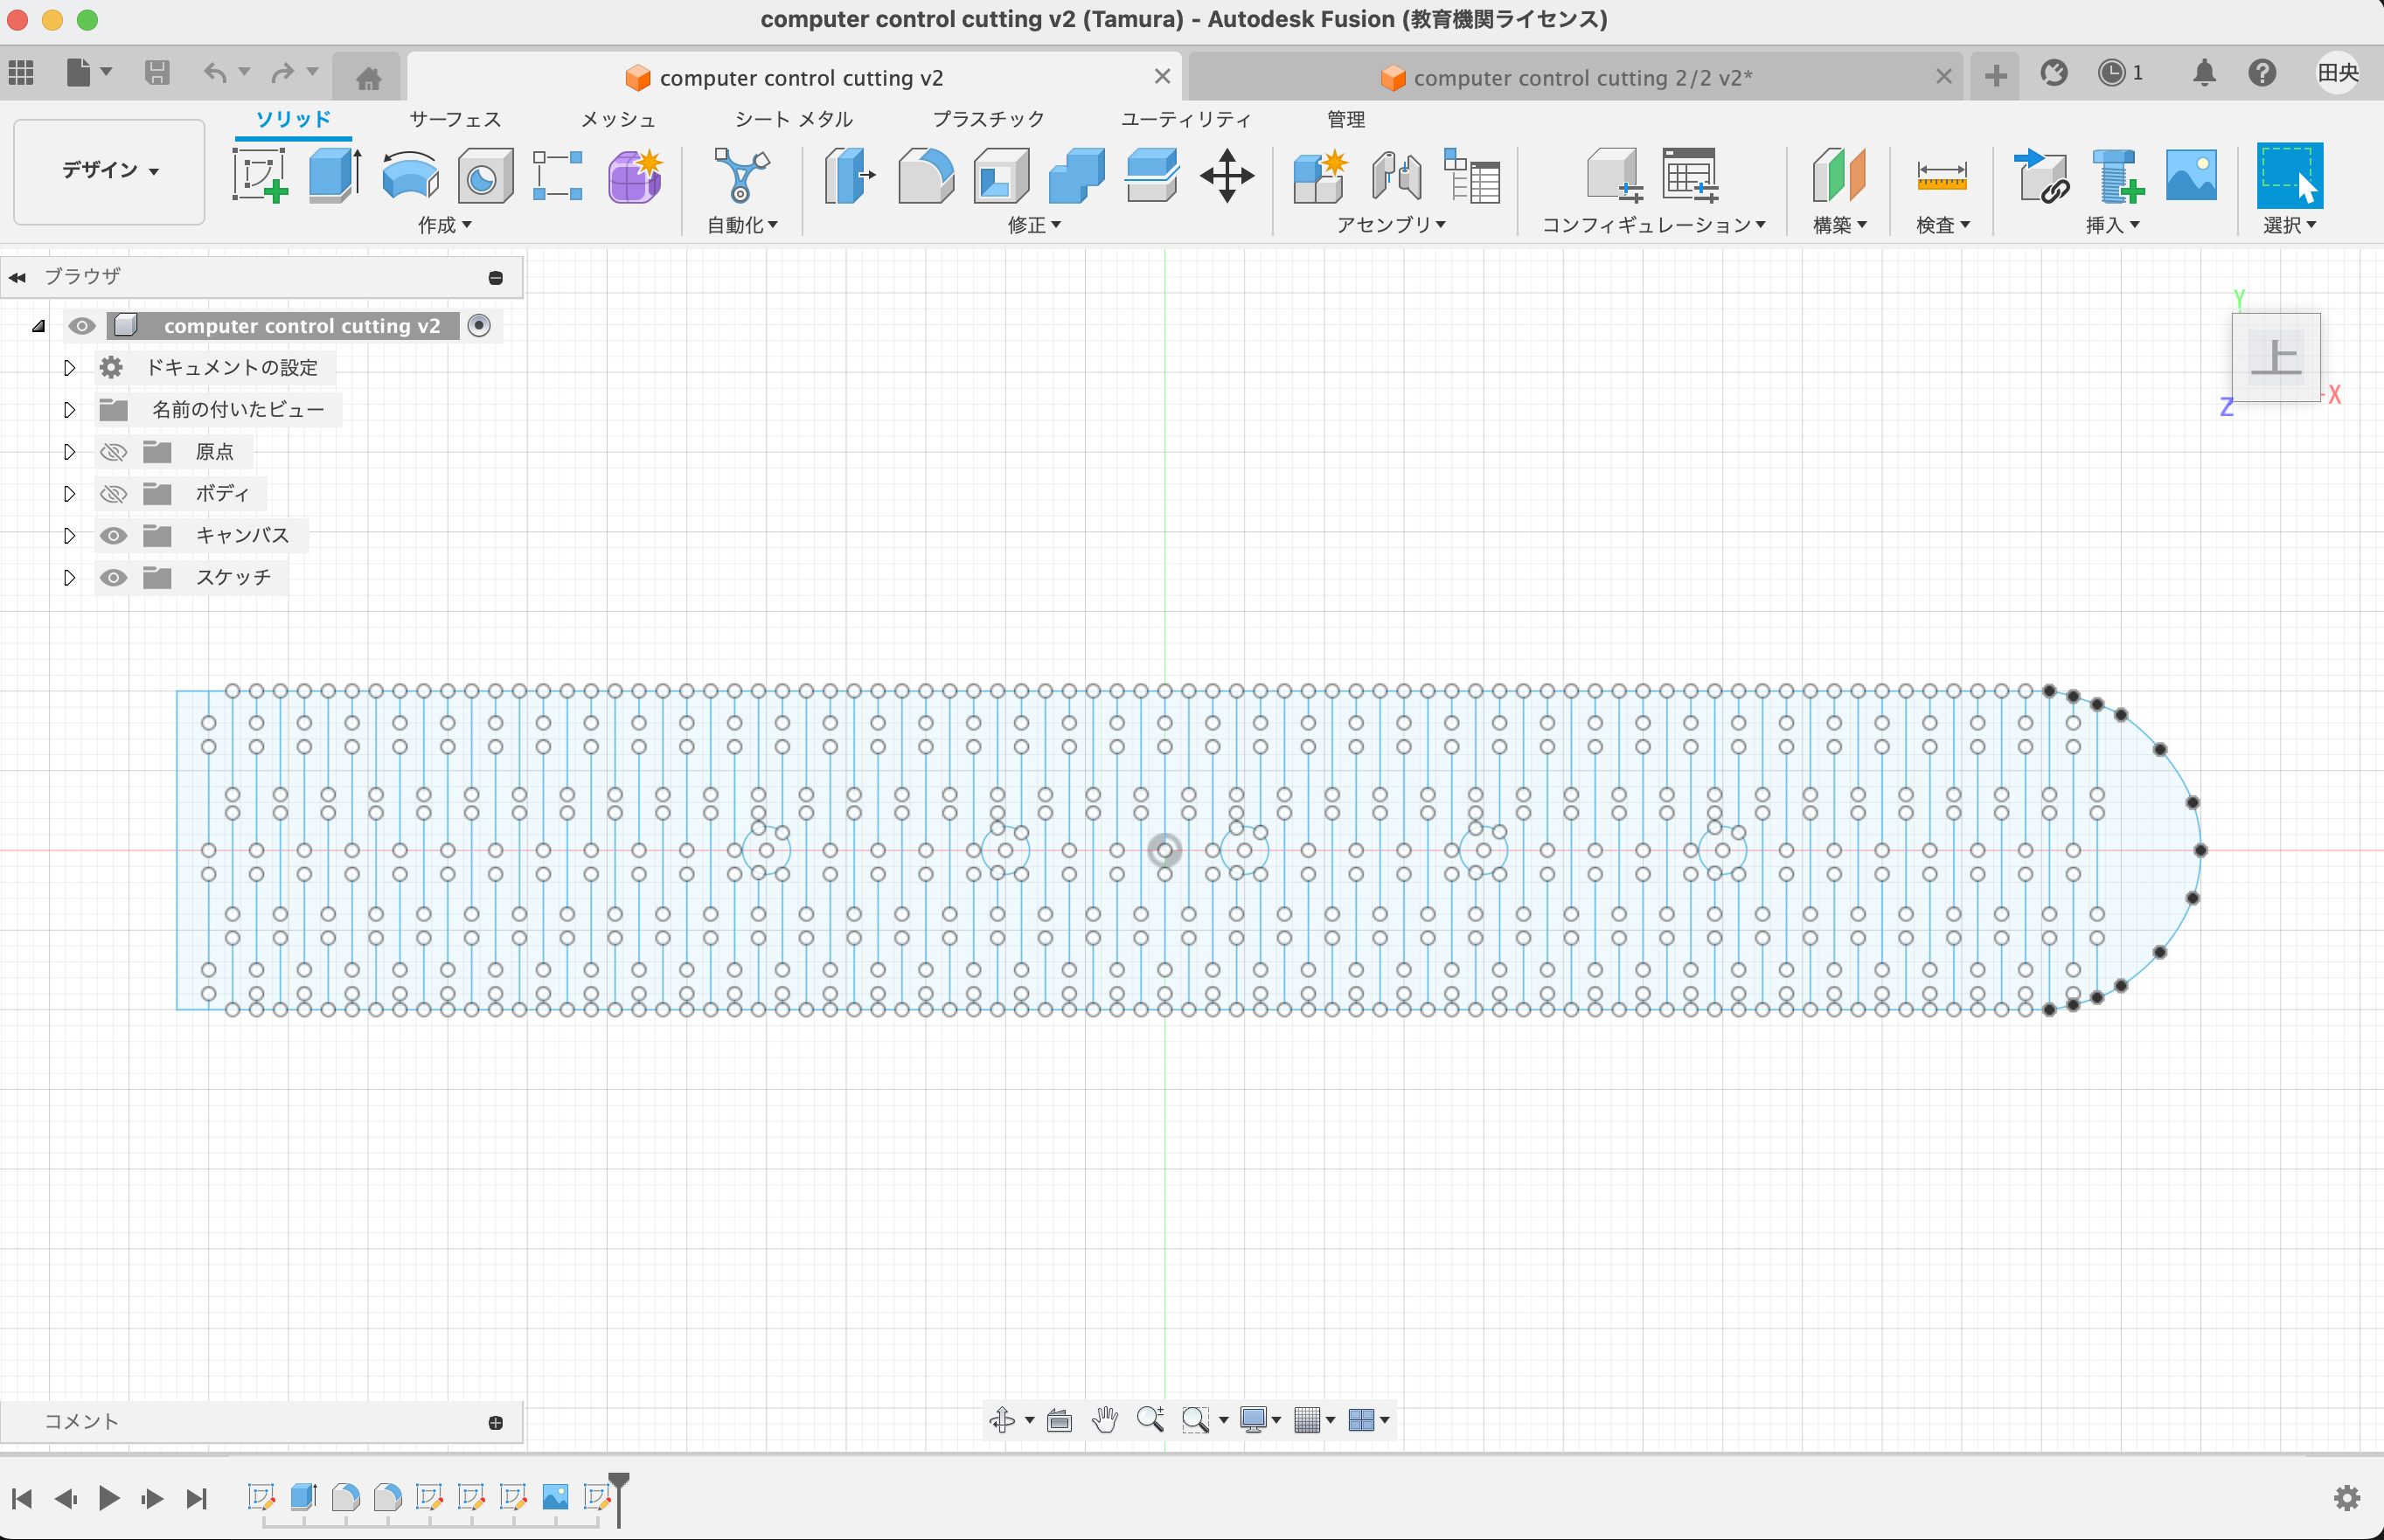 computer control cutting v2 (Tamura) - Autodesk Fusion (教育機関ライセンス)
computer control cutting v2
computer control cutting 2/2 v2*
1
田央
デザイン
ソリッド
サーフェス
メッシュ
シート メタル
プラスチック
ユーティリティ
管理
作成
自動化
修正
アセンブリ
コンフィギュレーション
構築
検査
挿入
選択
ブラウザ
computer control cutting v2
ドキュメントの設定
名前の付いたビュー
原点
ボディ
キャンバス
スケッチ
Y
上
X
Z
コメント